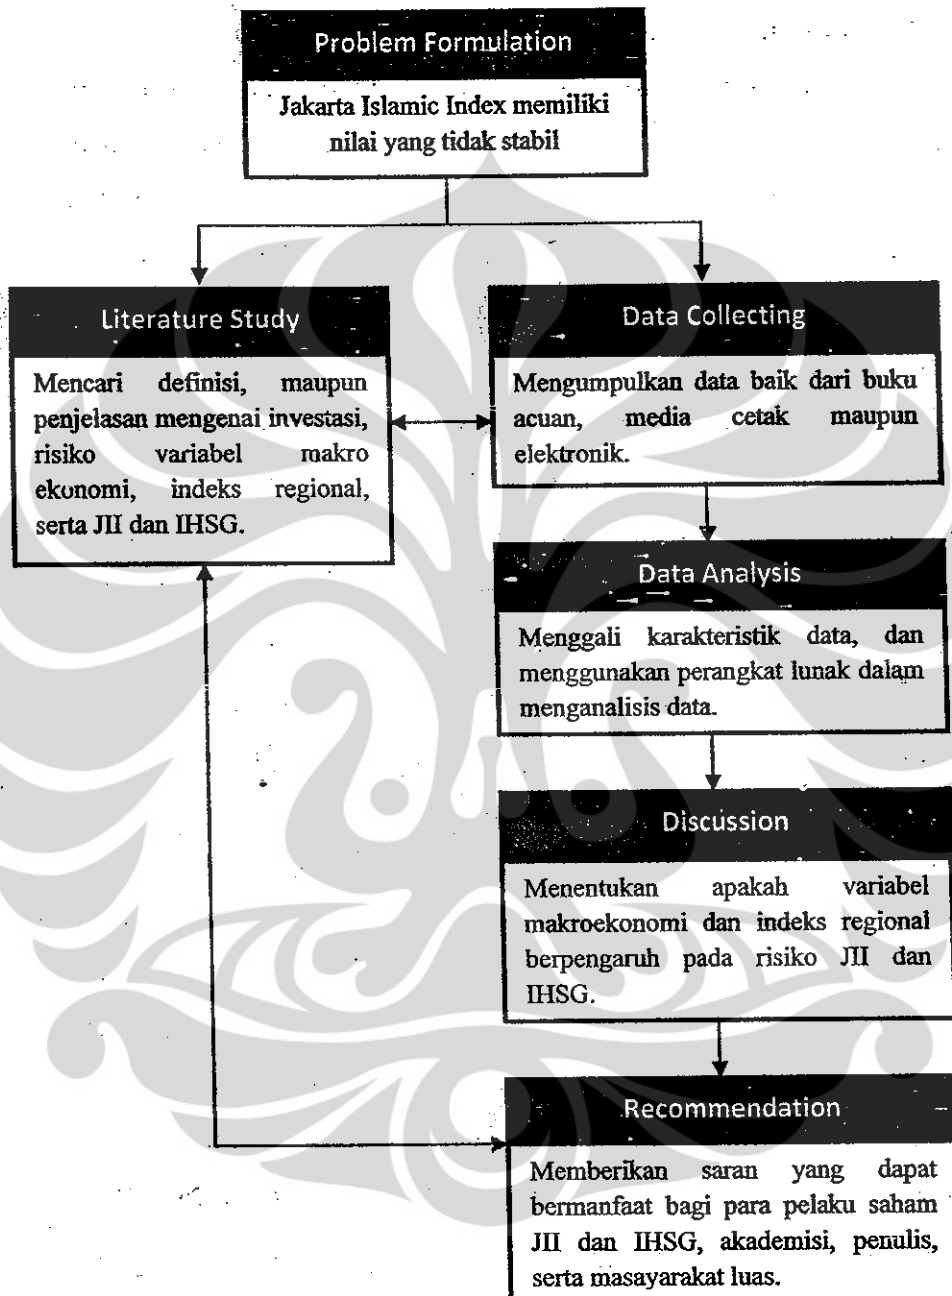 Problem Formulation
Jakarta Islamic Index memiliki
nilai yang tidak stabil
Literature Study
Mencari definisi, maupun
penjelasan mengenai investasi,
risiko variabel makro
ekonomi, indeks regional,
serta JII dan IHSG.
Data Collecting
Mengumpulkan data baik dari buku
acuan, media cetak maupun
elektronik.
Data Analysis
Menggali karakteristik data, dan
menggunakan perangkat lunak dalam
menganalisis data.
Discussion
Menentukan apakah variabel
makroekonomi dan indeks regional
berpengaruh pada risiko JII dan
IHSG.
Recommendation
Memberikan saran yang dapat
bermanfaat bagi para pelaku saham
JII dan IHSG, akademisi, penulis,
serta masayarakat luas.